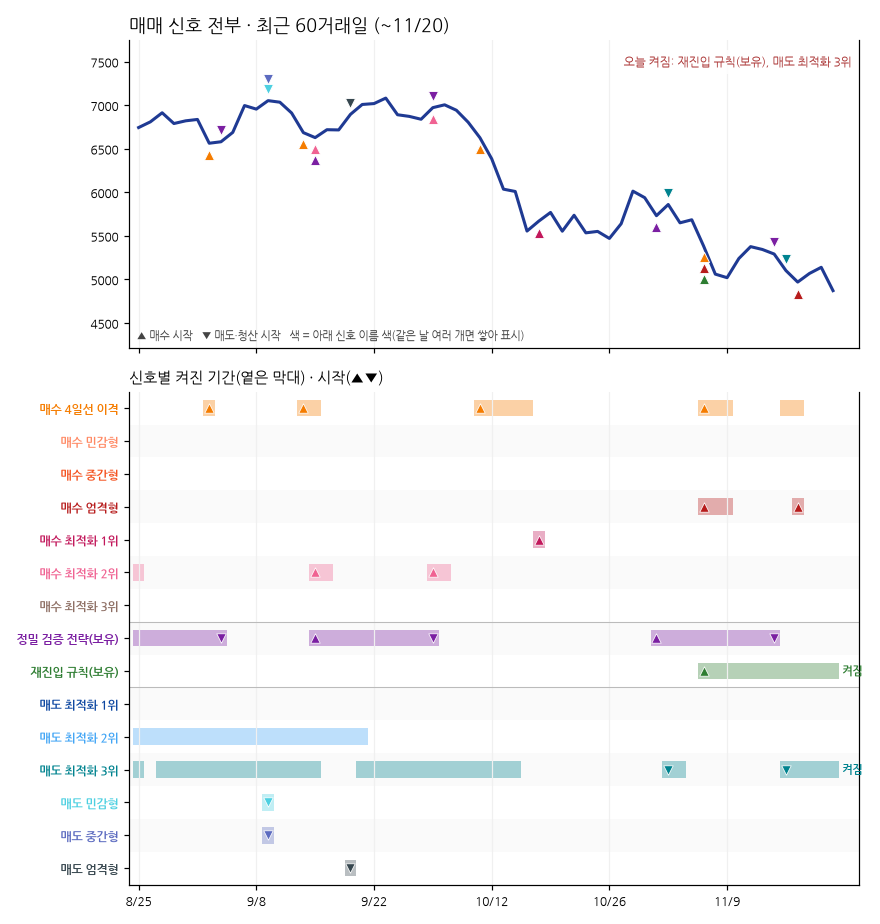 매매 신호 전부 · 최근 60거래일 (~11/20)
오늘 켜짐: 재진입 규칙(보유), 매도 최적화 3위
7500
7000
6500
6000
5500
5000
4500
▲ 매수 시작 ▼ 매도·청산 시작 색 = 아래 신호 이름 색(같은 날 여러 개면 쌓아 표시)
신호별 켜진 기간(옅은 막대) · 시작(▲▼)
매수 4일선 이격
매수 민감형
매수 중간형
매수 엄격형
매수 최적화 1위
매수 최적화 2위
매수 최적화 3위
정밀 검증 전략(보유)
재진입 규칙(보유)
켜짐
매도 최적화 1위
매도 최적화 2위
매도 최적화 3위
켜짐
매도 민감형
매도 중간형
매도 엄격형
8/25
9/8
9/22
10/12
10/26
11/9